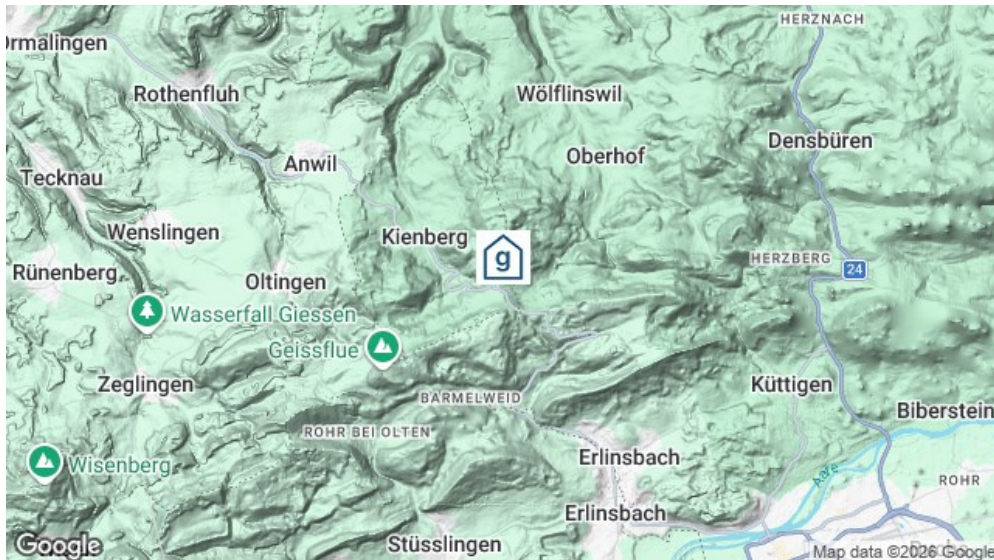 HERZNACH
Ormalingen
Rothenfluh
Wölflinswil
Densbüren
Oberhof
Anwil
Tecknau
Wenslingen
Kienberg
g
HERZBERG
24
Rünenberg
Oltingen
Wasserfall Giessen
Geissflue
Zeglingen
Küttigen
BARMELWEID
Biberstein
ROHR BEI OLTEN
Erlinsbach
Wisenberg
Aare
ROHR
Erlinsbach
Stüsslingen
Google
Map data ©2026 Google